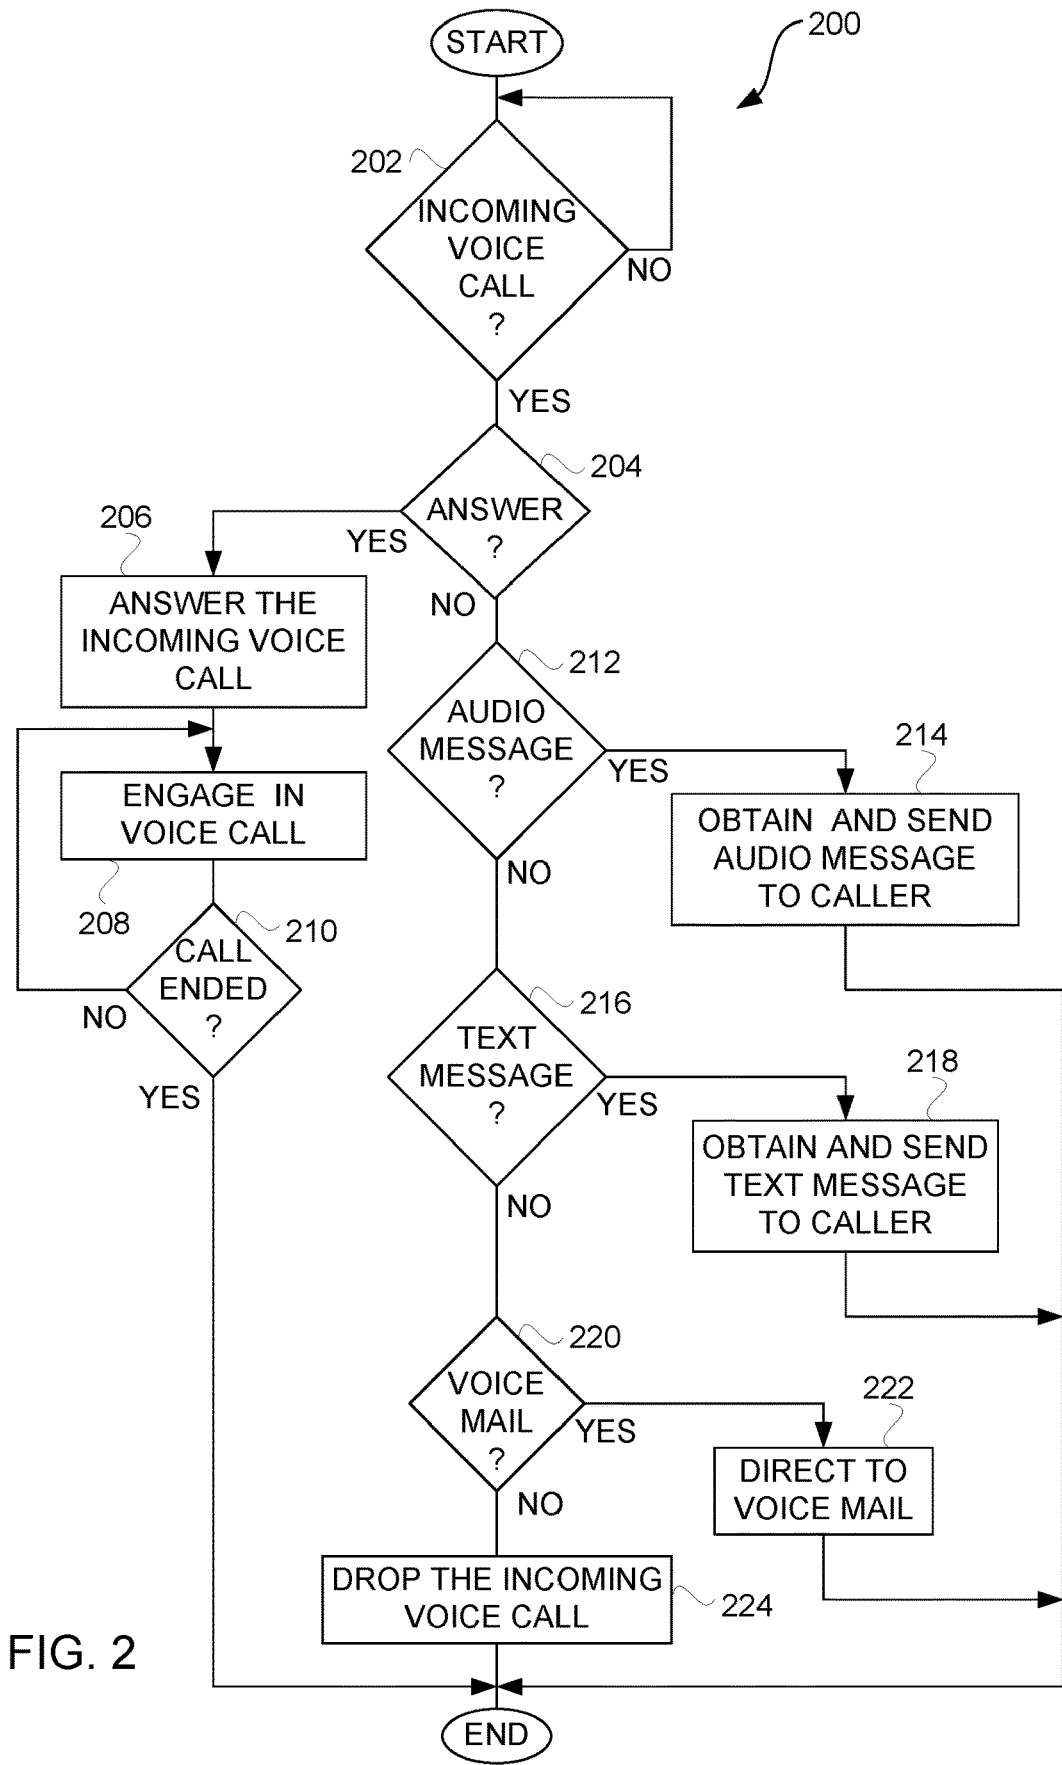 START
200
202
INCOMING
VOICE
CALL
?
NO
YES
204
ANSWER
?
YES
NO
206
ANSWER THE
INCOMING VOICE
CALL
ENGAGE IN
VOICE CALL
208
210
CALL
ENDED
?
NO
YES
212
AUDIO
MESSAGE
?
YES
NO
214
OBTAIN AND SEND
AUDIO MESSAGE
TO CALLER
216
TEXT
MESSAGE
?
YES
NO
218
OBTAIN AND SEND
TEXT MESSAGE
TO CALLER
220
VOICE
MAIL
?
YES
NO
222
DIRECT TO
VOICE MAIL
DROP THE INCOMING
VOICE CALL
224
FIG. 2
END